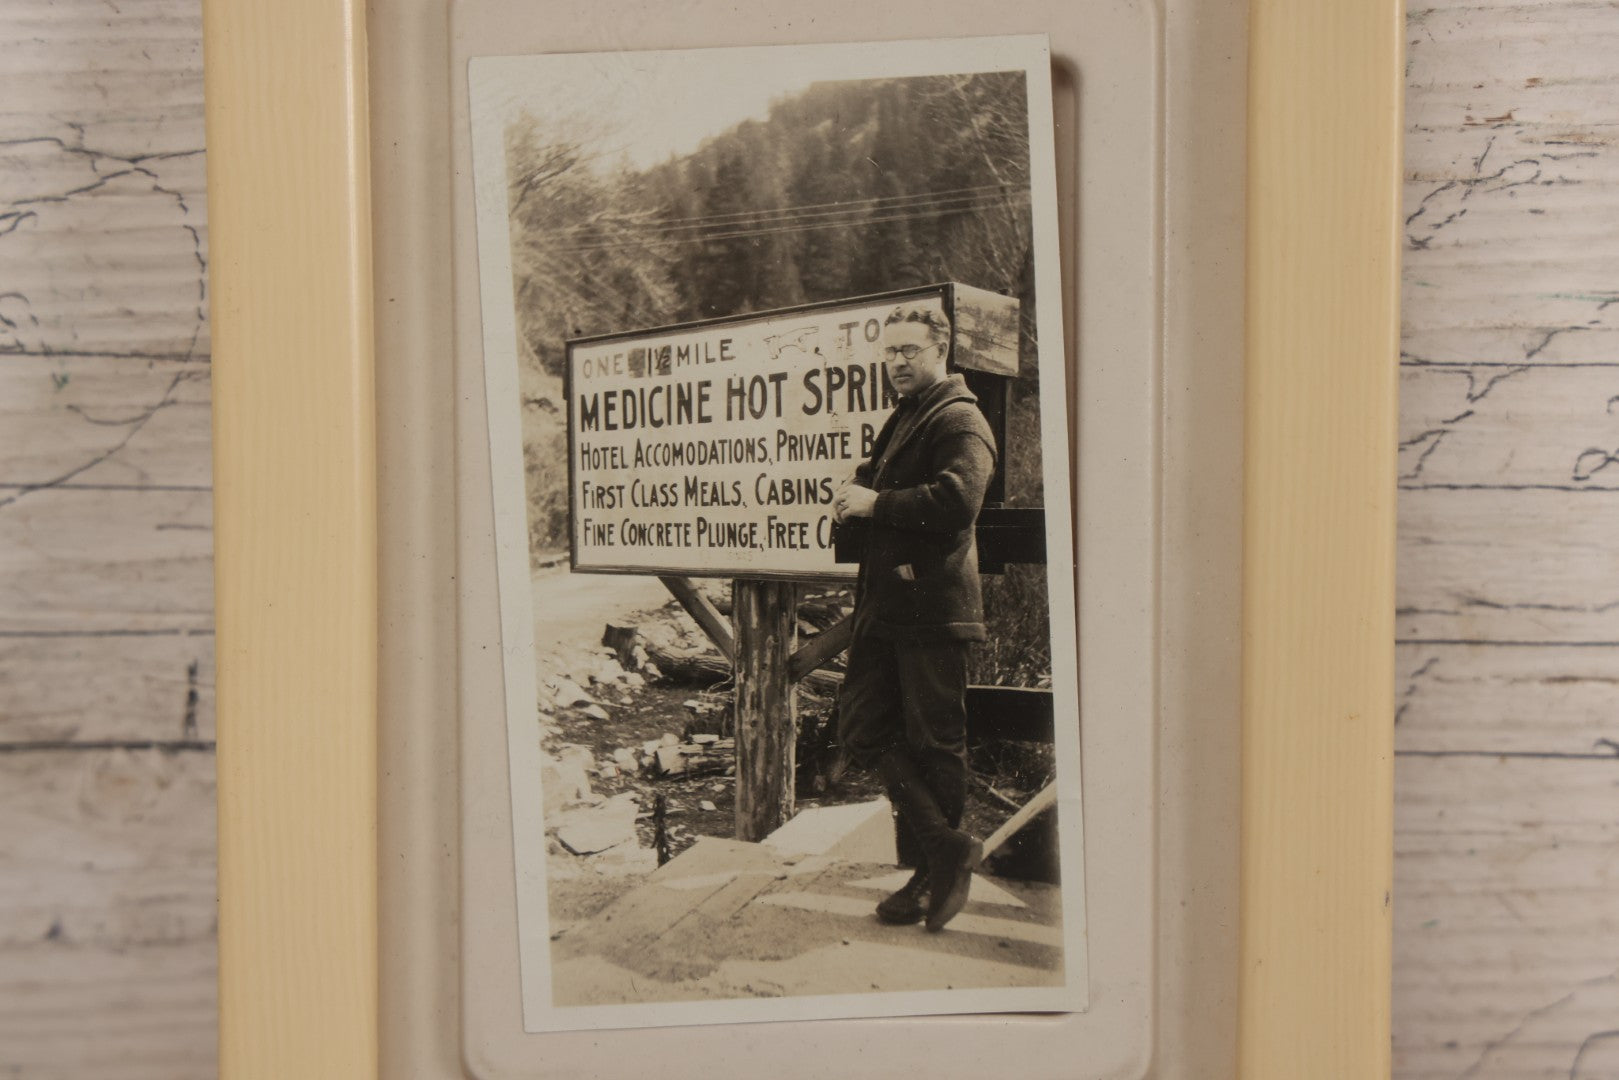 ONE 1½ MILE TO
MEDICINE HOT SPRIN
HOTEL ACCOMODATIONS, PRIVATE B
FIRST CLASS MEALS, CABINS
FINE CONCRETE PLUNGE, FREE CA